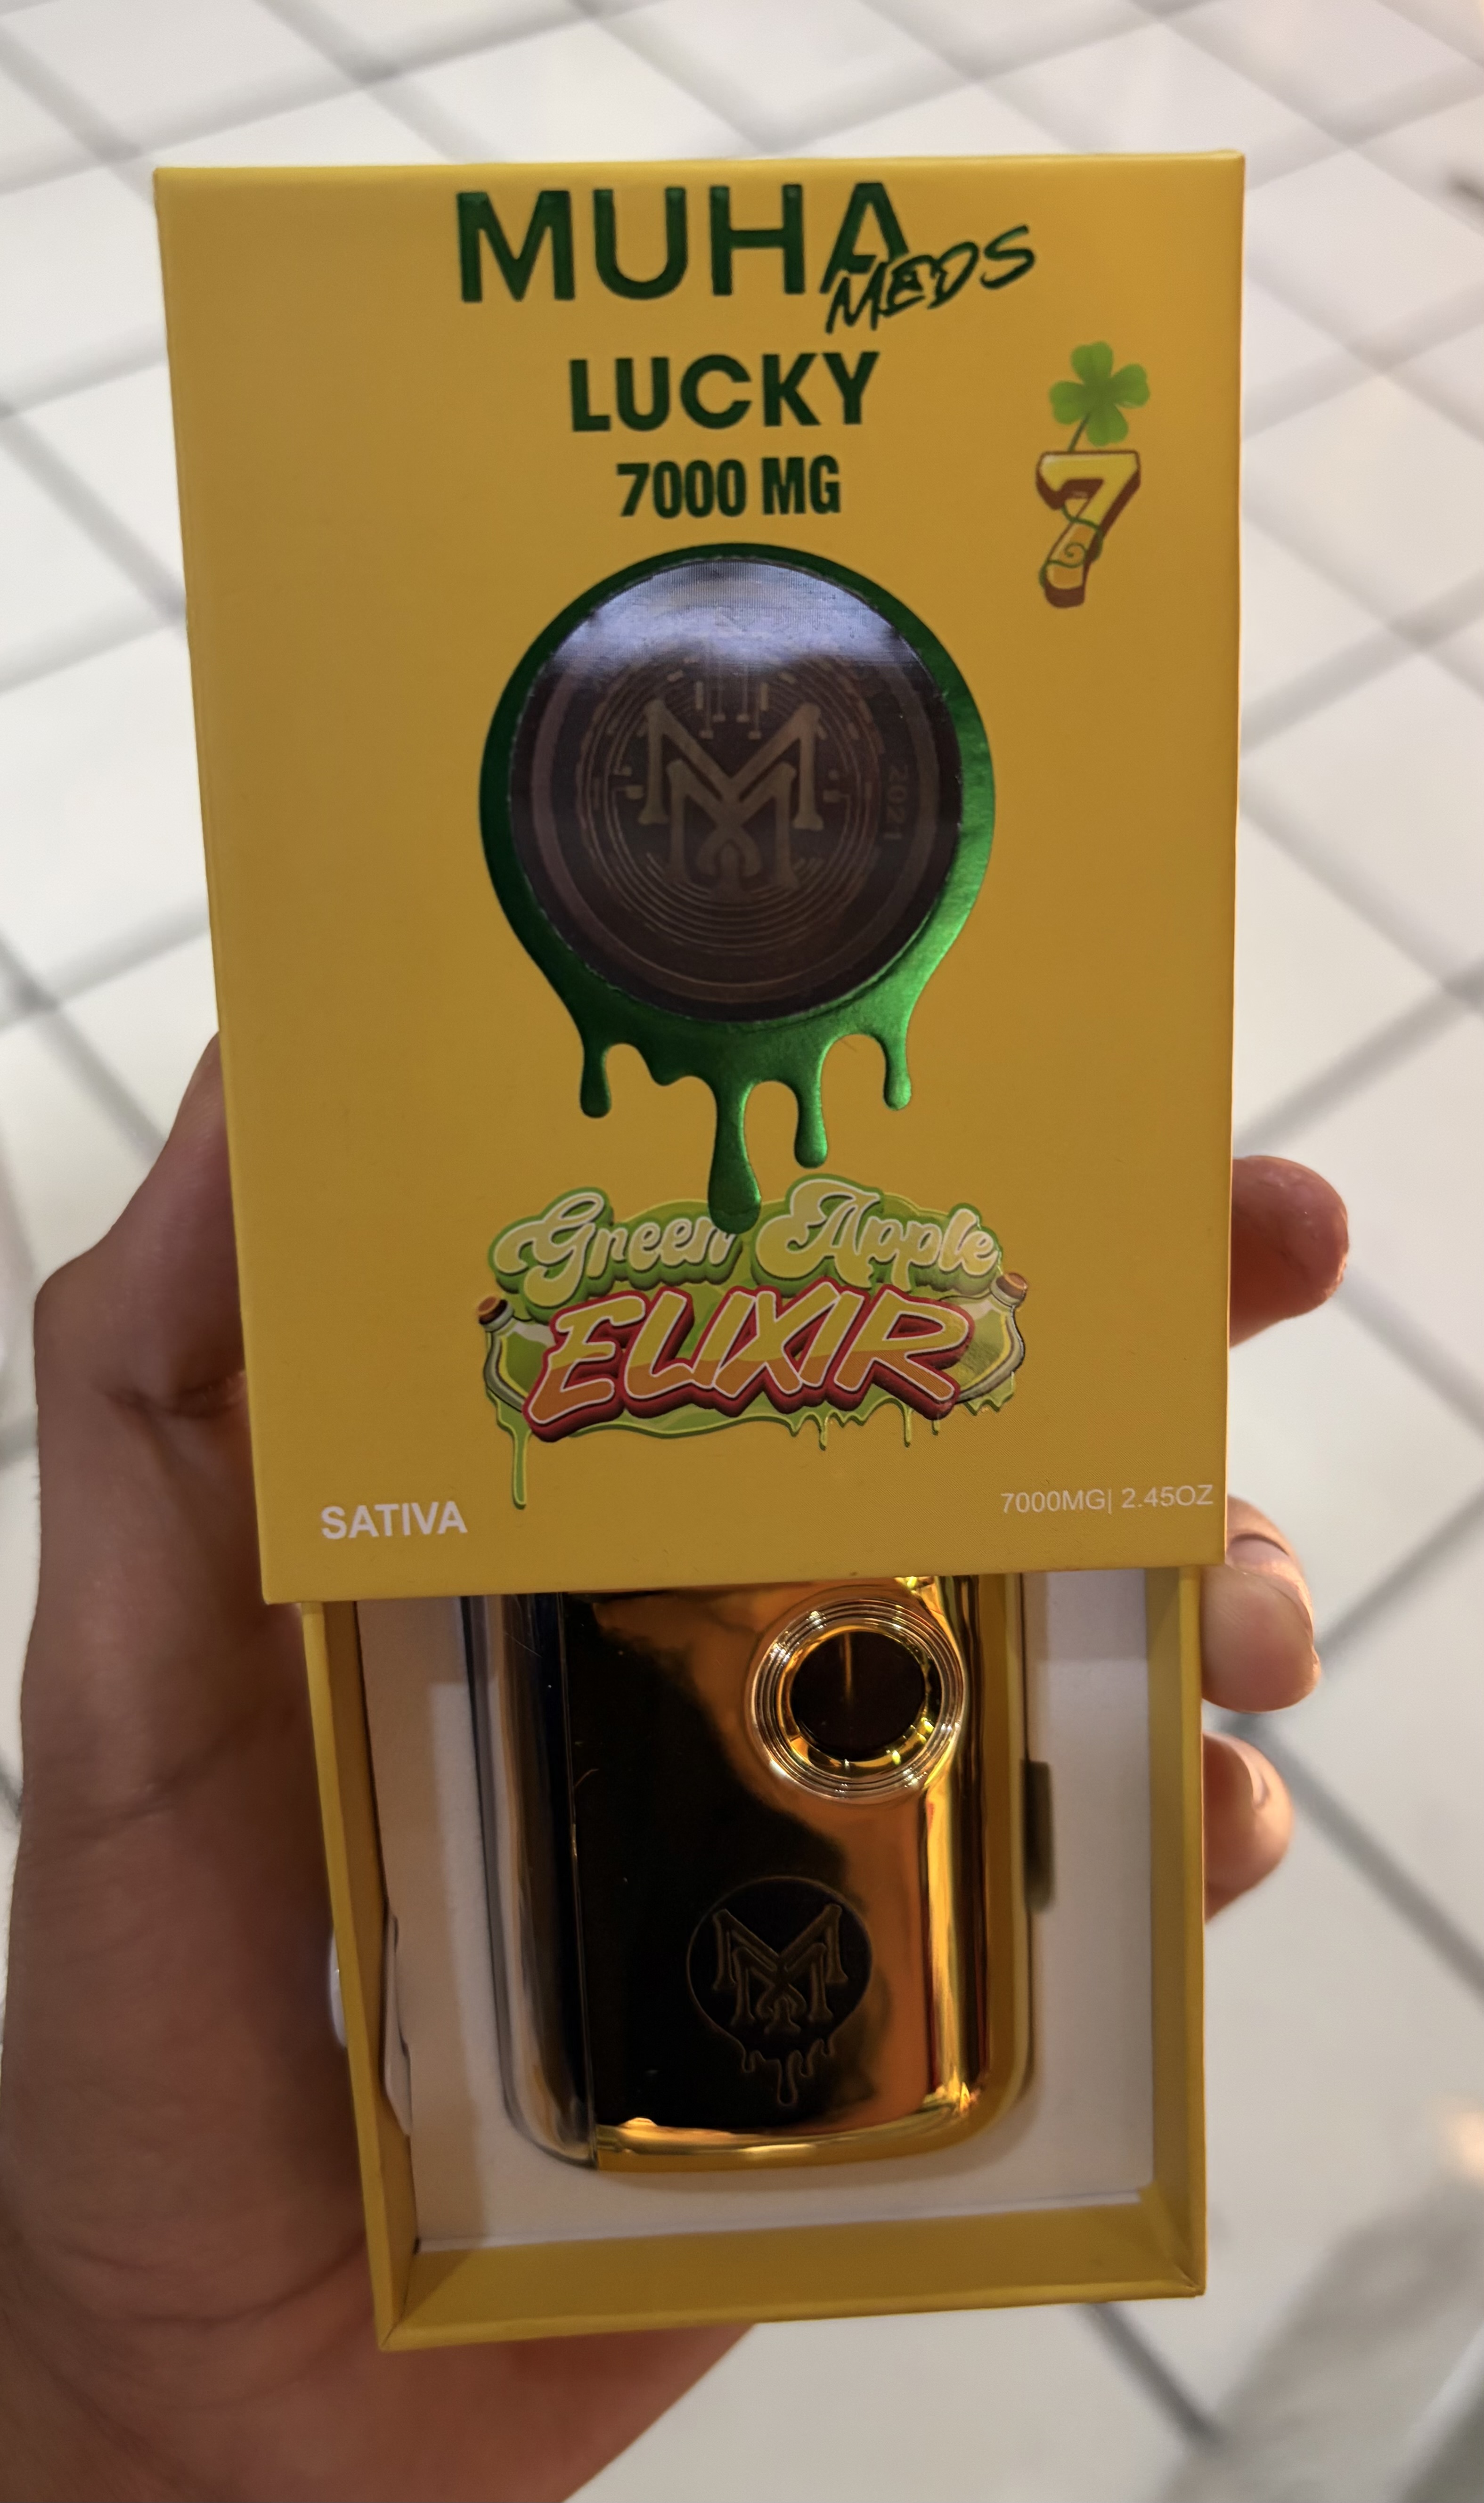 MUHA
MEDS
LUCKY
7000 MG
7
2021
Green Apple
ELIXIR
SATIVA
7000MG| 2.45OZ